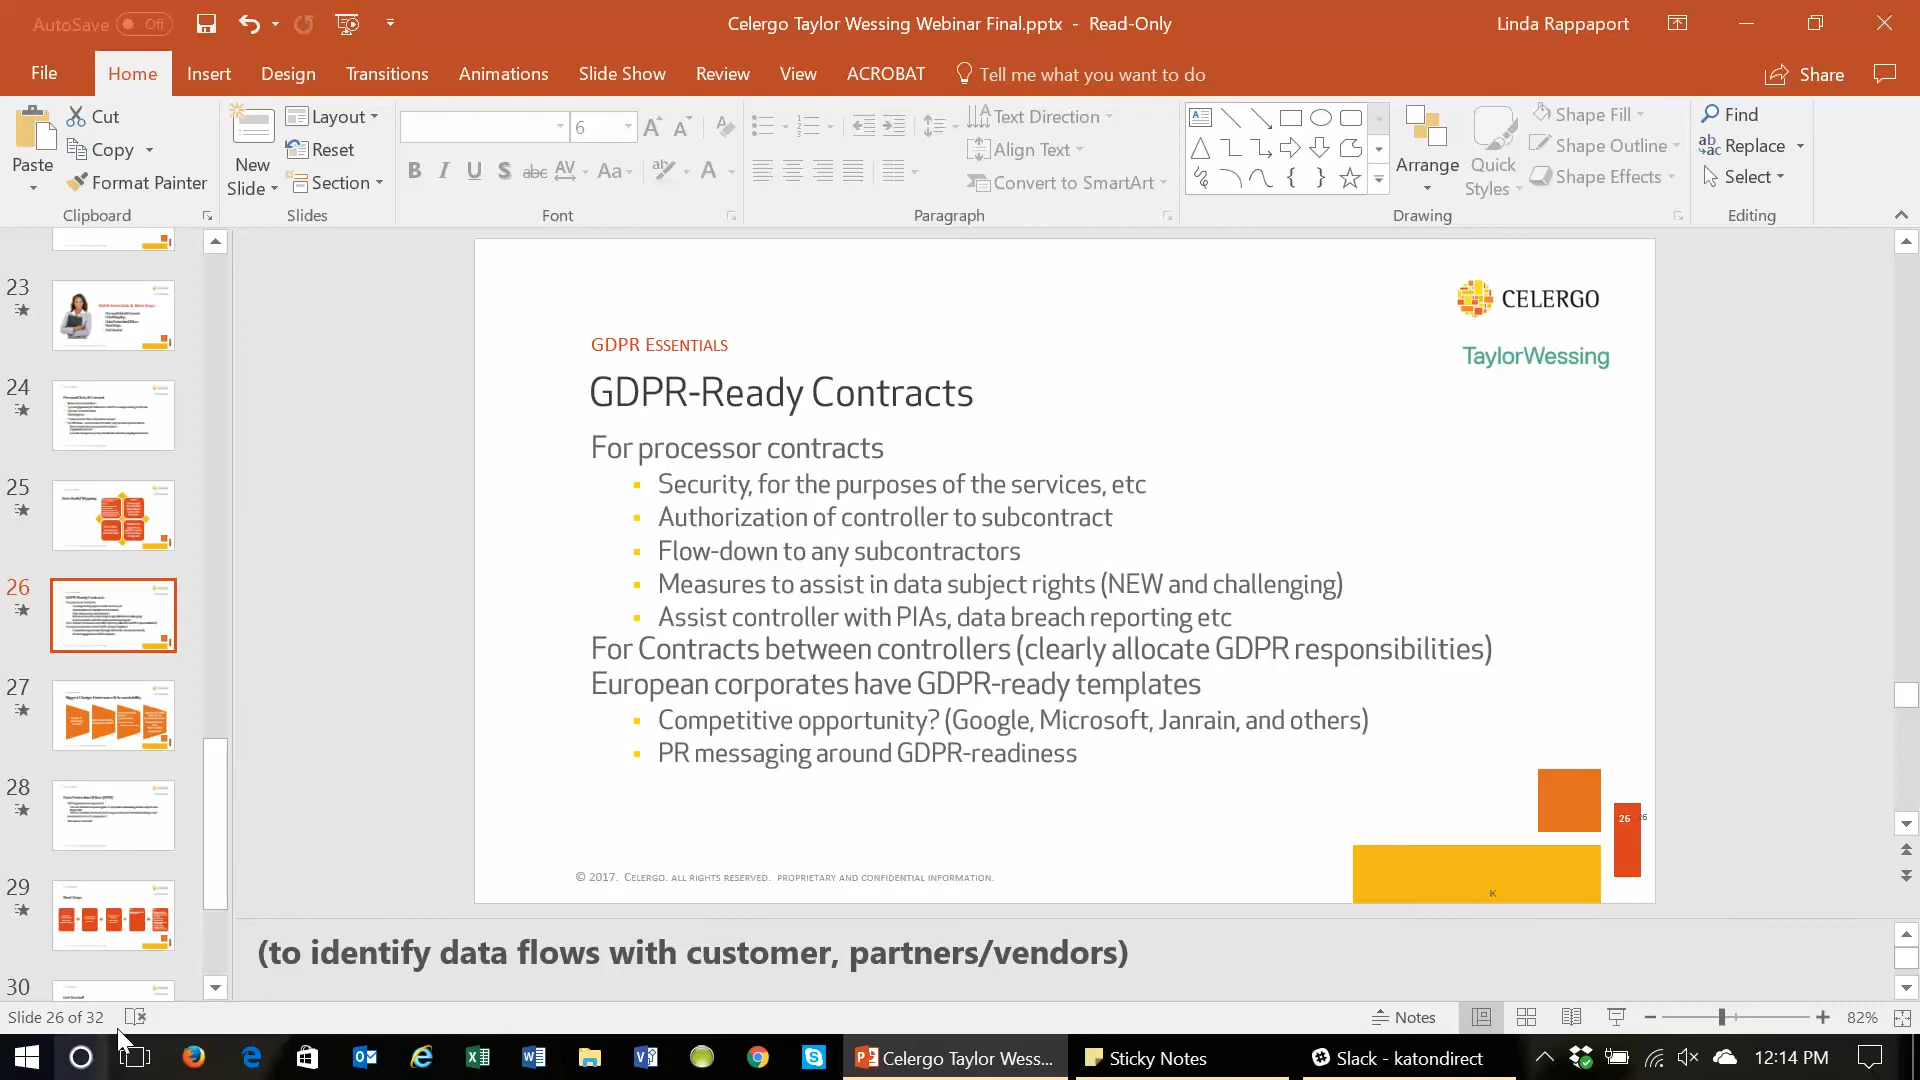 AutoSave Off
Celergo Taylor Wessing Webinar Final.pptx - Read-Only
Linda Rappaport
File Home Insert Design Transitions Animations Slide Show Review View ACROBAT Tell me what you want to do Share
Paste
Cut
Copy
Format Painter
Clipboard
New
Slide
Layout
Reset
Section
Slides
6
B I U S abc AV Aa A
Font
Text Direction
Align Text
Convert to SmartArt
Paragraph
Arrange
Quick
Styles
Shape Fill
Shape Outline
Shape Effects
Drawing
Find
Replace
Select
Editing
23
24
25
26
27
28
29
30
CELERGO
TaylorWessing
GDPR ESSENTIALS
GDPR-Ready Contracts
For processor contracts
Security, for the purposes of the services, etc
Authorization of controller to subcontract
Flow-down to any subcontractors
Measures to assist in data subject rights (NEW and challenging)
Assist controller with PIAs, data breach reporting etc
For Contracts between controllers (clearly allocate GDPR responsibilities)
European corporates have GDPR-ready templates
Competitive opportunity? (Google, Microsoft, Janrain, and others)
PR messaging around GDPR-readiness
26
26
K
© 2017. CELERGO. ALL RIGHTS RESERVED. PROPRIETARY AND CONFIDENTIAL INFORMATION.
(to identify data flows with customer, partners/vendors)
Slide 26 of 32
Notes
82%
Celergo Taylor Wess...
Sticky Notes
Slack - katondirect
12:14 PM